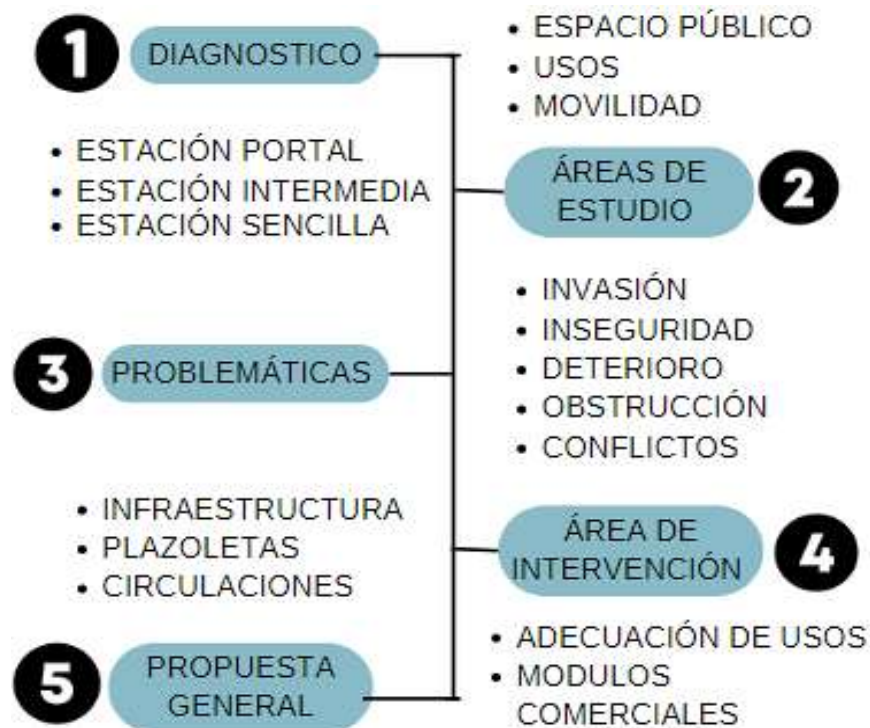 1 DIAGNOSTICO
• ESPACIO PÚBLICO
• USOS
• MOVILIDAD
• ESTACIÓN PORTAL
• ESTACIÓN INTERMEDIA
• ESTACIÓN SENCILLA
ÁREAS DE
ESTUDIO
2
• INVASIÓN
• INSEGURIDAD
• DETERIORO
• OBSTRUCCIÓN
• CONFLICTOS
3 PROBLEMÁTICAS
• INFRAESTRUCTURA
• PLAZOLETAS
• CIRCULACIONES
ÁREA DE
INTERVENCIÓN
4
• ADECUACIÓN DE USOS
• MODULOS
COMERCIALES
5
PROPUESTA
GENERAL